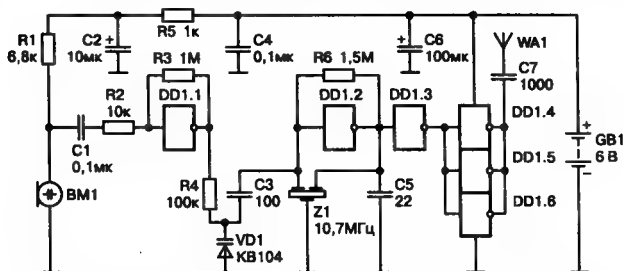 R1
6,8к
C2
10мк
R5 1к
R3 1М
C4
0,1мк
R6 1,5М
C6
100мк
WA1
C7
1000
R2
10к
DD1.1
DD1.2
DD1.3
DD1.4
DD1.5
DD1.6
GB1
6 В
C1
0,1мк
BM1
R4
100к
C3
100
VD1
КВ104
Z1
10,7МГц
C5
22